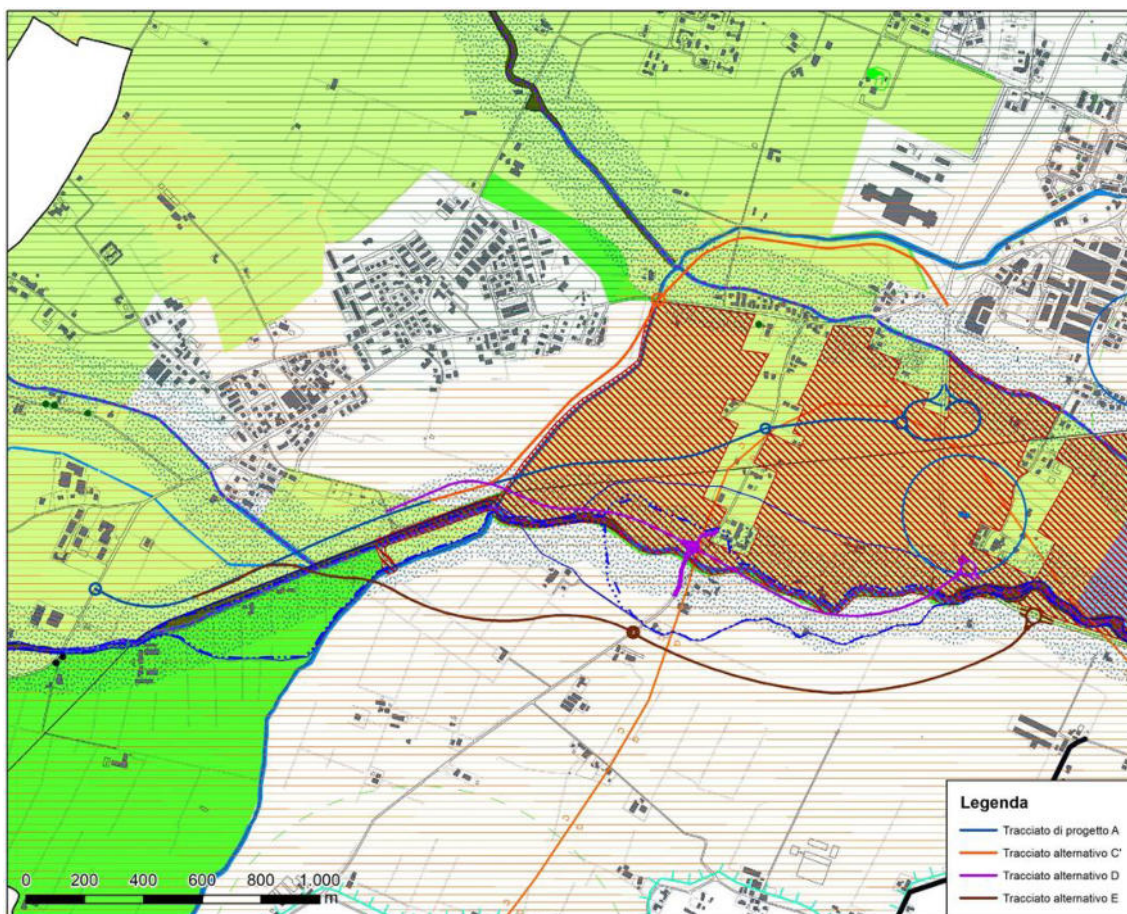 Legenda
Tracciato di progetto A
Tracciato alternativo C'
Tracciato alternativo D
Tracciato alternativo E
0 200 400 600 800 1.000
m